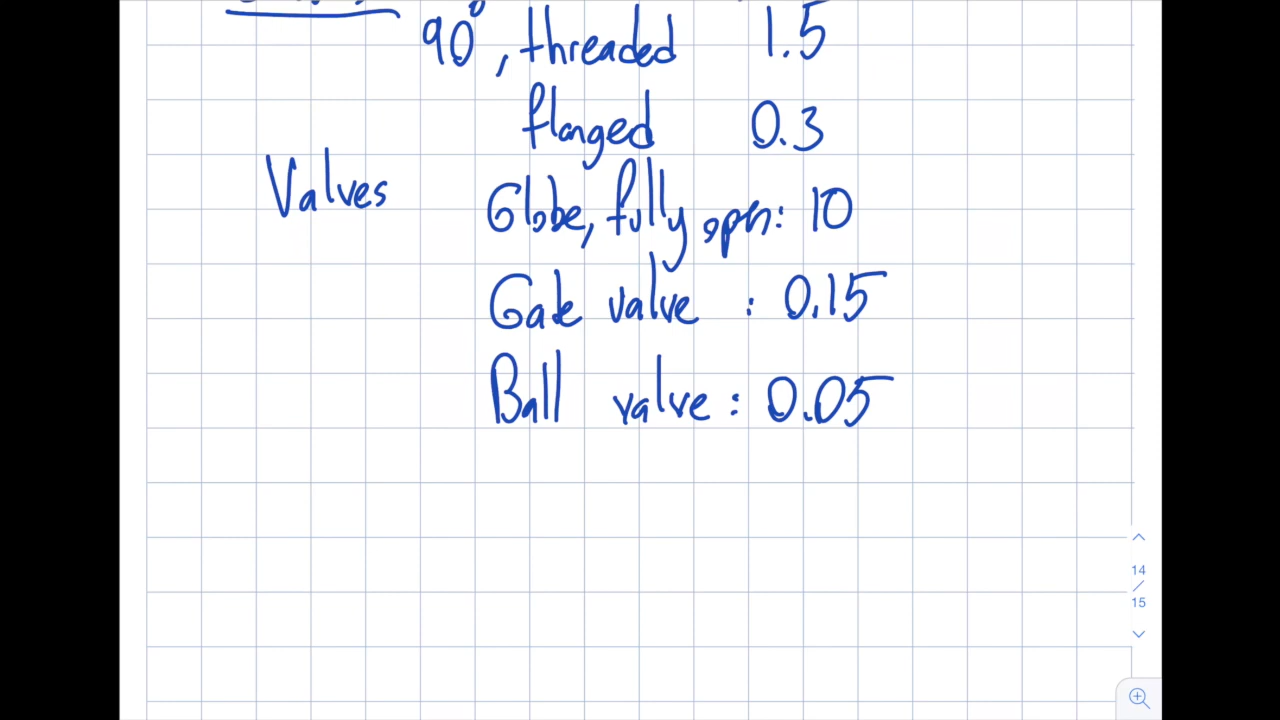 90°, threaded 1.5
flanged 0.3
Valves
Globe, fully open: 10
Gate valve : 0.15
Ball valve : 0.05
14
/
15